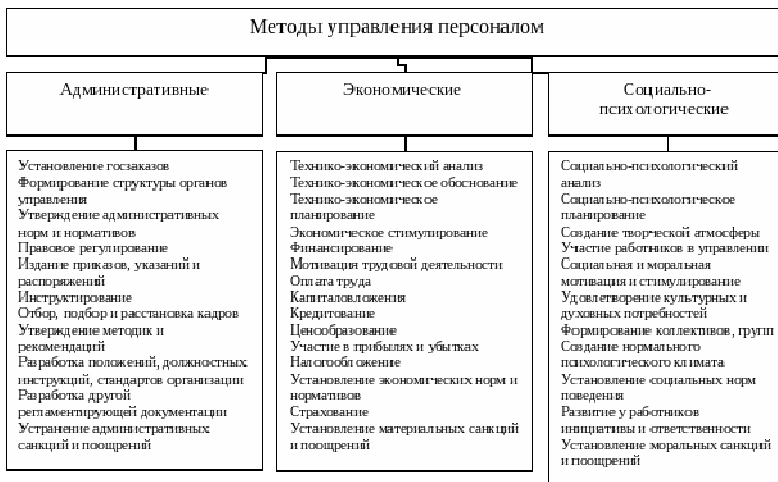 Методы управления персоналом
Административные
Установление госзаказов
Формирование структуры органов
управления
Утверждение административных
норм и нормативов
Правовое регулирование
Издание приказов, указаний и
распоряжений
Инструктирование
Отбор, подбор и расстановка кадров
Утверждение методик и
рекомендаций
Разработка положений, должностных
инструкций, стандартов организации
Разработка другой
регламентирующей документации
Устранение административных
санкций и поощрений
Экономические
Технико-экономический анализ
Технико-экономическое обоснование
Технико-экономическое
планирование
Экономическое стимулирование
Финансирование
Мотивация трудовой деятельности
Оплата труда
Капиталовложения
Кредитование
Ценообразование
Участие в прибылях и убытках
Налогообложение
Установление экономических норм и
нормативов
Страхование
Установление материальных санкций
и поощрений
Социально-
психологические
Социально-психологический
анализ
Социально-психологическое
планирование
Создание творческой атмосферы
Участие работников в управлении
Социальная и моральная
мотивация и стимулирование
Удовлетворение культурных и
духовных потребностей
Формирование коллективов, групп
Создание нормального
психологического климата
Установление социальных норм
поведения
Развитие у работников
инициативы и ответственности
Установление моральных санкций
и поощрений